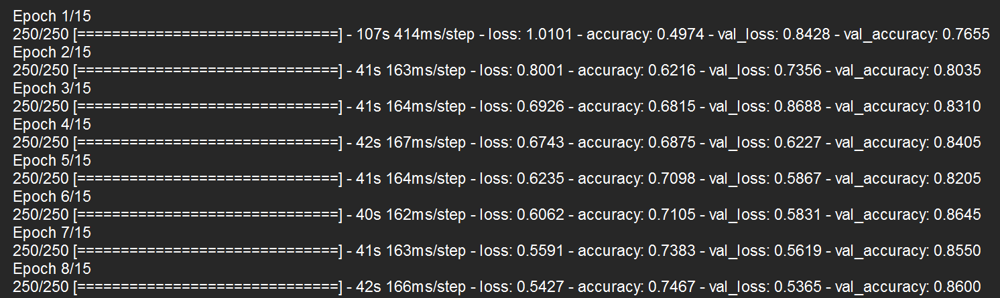 Epoch 1/15
250/250 [==============================] - 107s 414ms/step - loss: 1.0101 - accuracy: 0.4974 - val_loss: 0.8428 - val_accuracy: 0.7655
Epoch 2/15
250/250 [==============================] - 41s 163ms/step - loss: 0.8001 - accuracy: 0.6216 - val_loss: 0.7356 - val_accuracy: 0.8035
Epoch 3/15
250/250 [==============================] - 41s 164ms/step - loss: 0.6926 - accuracy: 0.6815 - val_loss: 0.8688 - val_accuracy: 0.8310
Epoch 4/15
250/250 [==============================] - 42s 167ms/step - loss: 0.6743 - accuracy: 0.6875 - val_loss: 0.6227 - val_accuracy: 0.8405
Epoch 5/15
250/250 [==============================] - 41s 164ms/step - loss: 0.6235 - accuracy: 0.7098 - val_loss: 0.5867 - val_accuracy: 0.8205
Epoch 6/15
250/250 [==============================] - 40s 162ms/step - loss: 0.6062 - accuracy: 0.7105 - val_loss: 0.5831 - val_accuracy: 0.8645
Epoch 7/15
250/250 [==============================] - 41s 163ms/step - loss: 0.5591 - accuracy: 0.7383 - val_loss: 0.5619 - val_accuracy: 0.8550
Epoch 8/15
250/250 [==============================] - 42s 166ms/step - loss: 0.5427 - accuracy: 0.7467 - val_loss: 0.5365 - val_accuracy: 0.8600